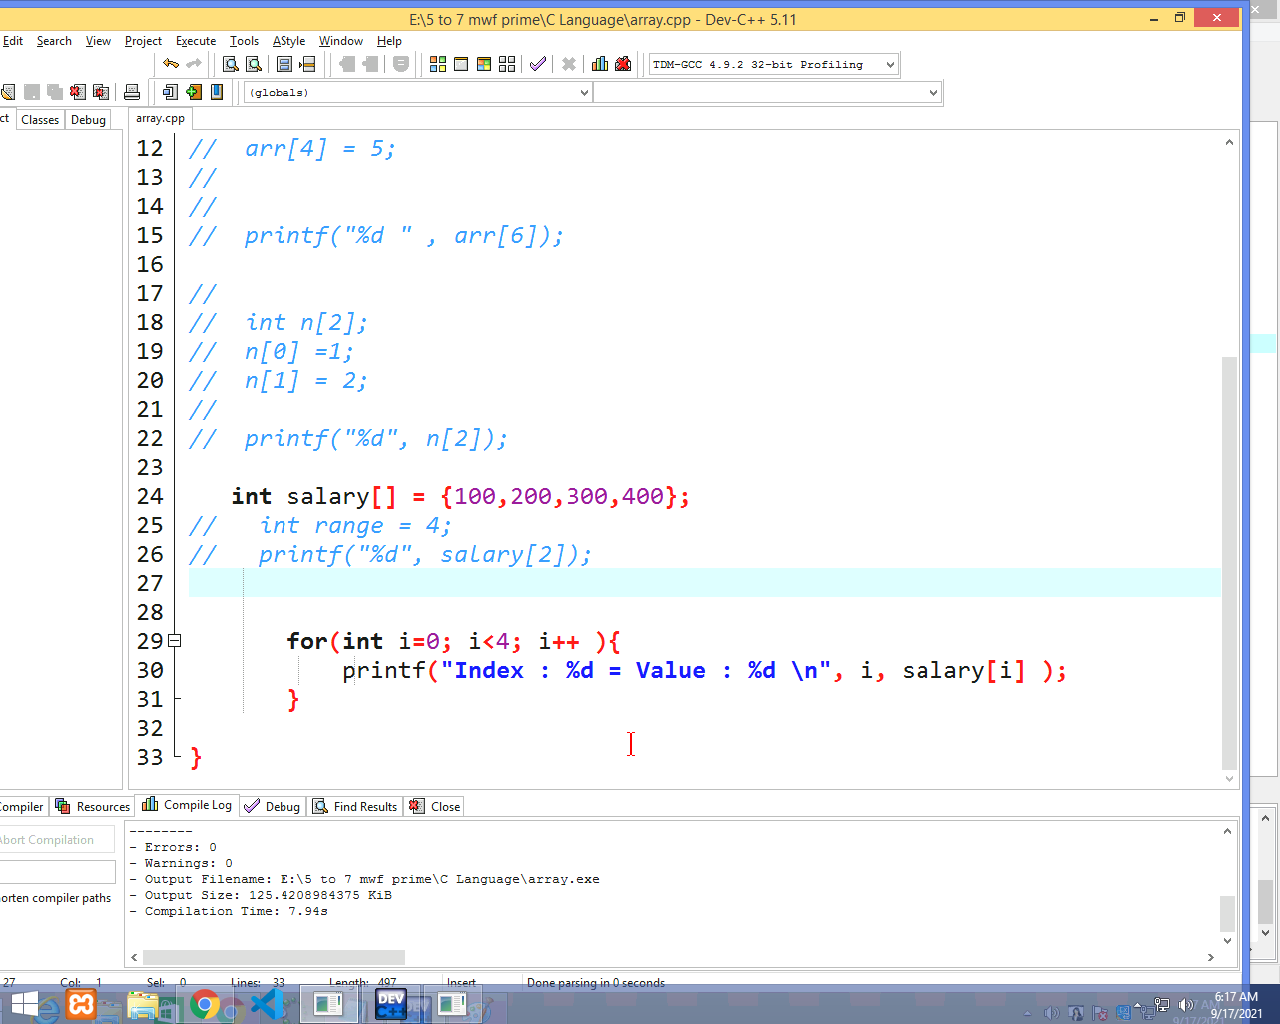 E:\5 to 7 mwf prime\C Language\array.cpp - Dev-C++ 5.11
Edit Search View Project Execute Tools AStyle Window Help
TDM-GCC 4.9.2 32-bit Profiling
(globals)
ct Classes Debug array.cpp
12 //  arr[4] = 5;
13 //
14 //
15 //  printf("%d " , arr[6]);
16
17 //
18 //  int n[2];
19 //  n[0] =1;
20 //  n[1] = 2;
21 //
22 //  printf("%d", n[2]);
23
24    int salary[] = {100,200,300,400};
25 //   int range = 4;
26 //   printf("%d", salary[2]);
27
28
29        for(int i=0; i<4; i++ ){
30            printf("Index : %d = Value : %d \n", i, salary[i] );
31        }
32
33 }
ompiler Resources Compile Log Debug Find Results Close
Abort Compilation
orten compiler paths
--------
- Errors: 0
- Warnings: 0
- Output Filename: E:\5 to 7 mwf prime\C Language\array.exe
- Output Size: 125.4208984375 KiB
- Compilation Time: 7.94s
27 Col: 1 Sel: 0 Lines: 33 Length: 497 Insert Done parsing in 0 seconds
DEV C++
6:17 AM
9/17/2021